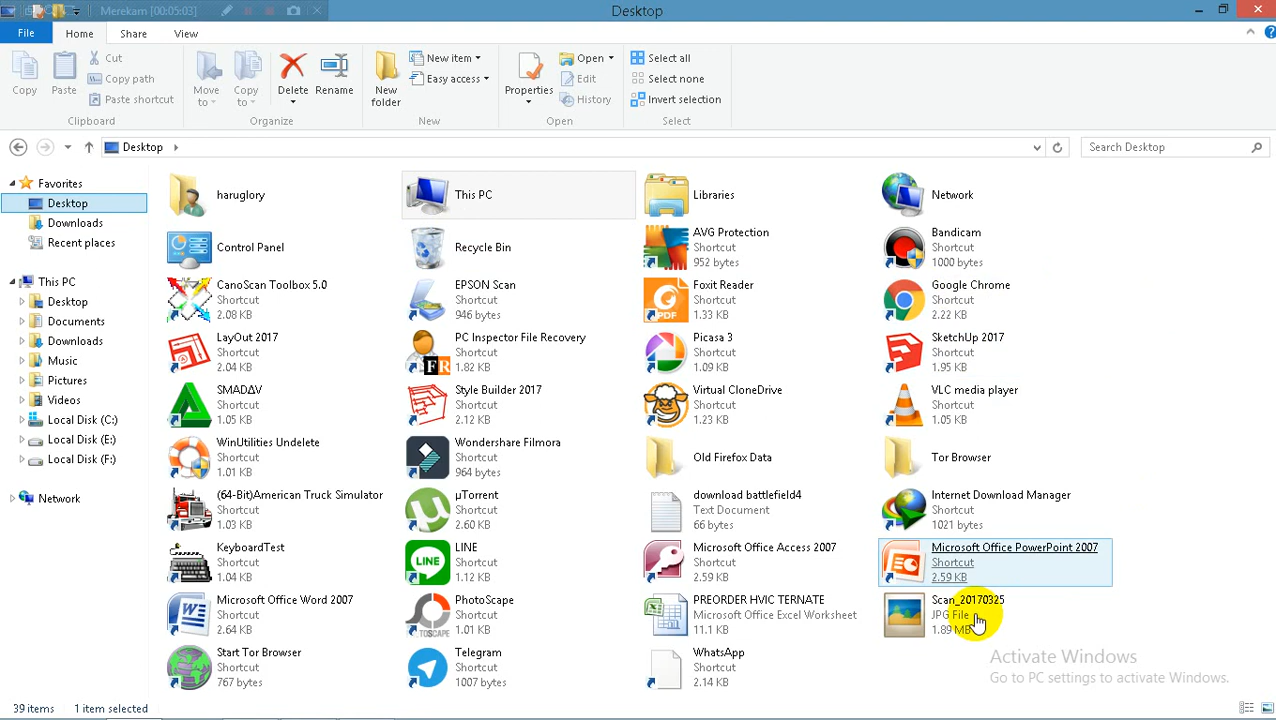 Merekam [00:05:03]
Desktop
File
Home
Share
View
Copy
Paste
Cut
Copy path
Paste shortcut
Clipboard
Move to
Copy to
Delete
Rename
Organize
New folder
New item
Easy access
New
Properties
Open
Edit
History
Open
Select all
Select none
Invert selection
Select
Desktop
Search Desktop
Favorites
Desktop
Downloads
Recent places
This PC
Desktop
Documents
Downloads
Music
Pictures
Videos
Local Disk (C:)
Local Disk (E:)
Local Disk (F:)
Network
haruglory
This PC
Libraries
Network
Control Panel
Recycle Bin
AVG Protection
Shortcut
952 bytes
Bandicam
Shortcut
1000 bytes
CanoScan Toolbox 5.0
Shortcut
2.08 KB
EPSON Scan
Shortcut
946 bytes
Foxit Reader
Shortcut
1.33 KB
PDF
Google Chrome
Shortcut
2.22 KB
LayOut 2017
Shortcut
2.04 KB
PC Inspector File Recovery
Shortcut
1.82 KB
FR
Picasa 3
Shortcut
1.09 KB
SketchUp 2017
Shortcut
1.95 KB
SMADΔV
Shortcut
1.05 KB
Style Builder 2017
Shortcut
2.12 KB
Virtual CloneDrive
Shortcut
1.23 KB
VLC media player
Shortcut
1.05 KB
WinUtilities Undelete
Shortcut
1.01 KB
Wondershare Filmora
Shortcut
964 bytes
Old Firefox Data
Tor Browser
(64-Bit)American Truck Simulator
Shortcut
1.03 KB
µTorrent
Shortcut
2.60 KB
download battlefield4
Text Document
66 bytes
Internet Download Manager
Shortcut
1021 bytes
KeyboardTest
Shortcut
1.04 KB
LINE
LINE
Shortcut
1.12 KB
Microsoft Office Access 2007
Shortcut
2.59 KB
Microsoft Office PowerPoint 2007
Shortcut
2.59 KB
Microsoft Office Word 2007
Shortcut
2.64 KB
PhotoScape
Shortcut
1.01 KB
TOSCAPE
PREORDER HVIC TERNATE
Microsoft Office Excel Worksheet
11.1 KB
Scan_20170325
JPG File
1.89 MB
Start Tor Browser
Shortcut
767 bytes
Telegram
Shortcut
1007 bytes
WhatsApp
Shortcut
2.14 KB
Activate Windows
Go to PC settings to activate Windows.
39 items
1 item selected